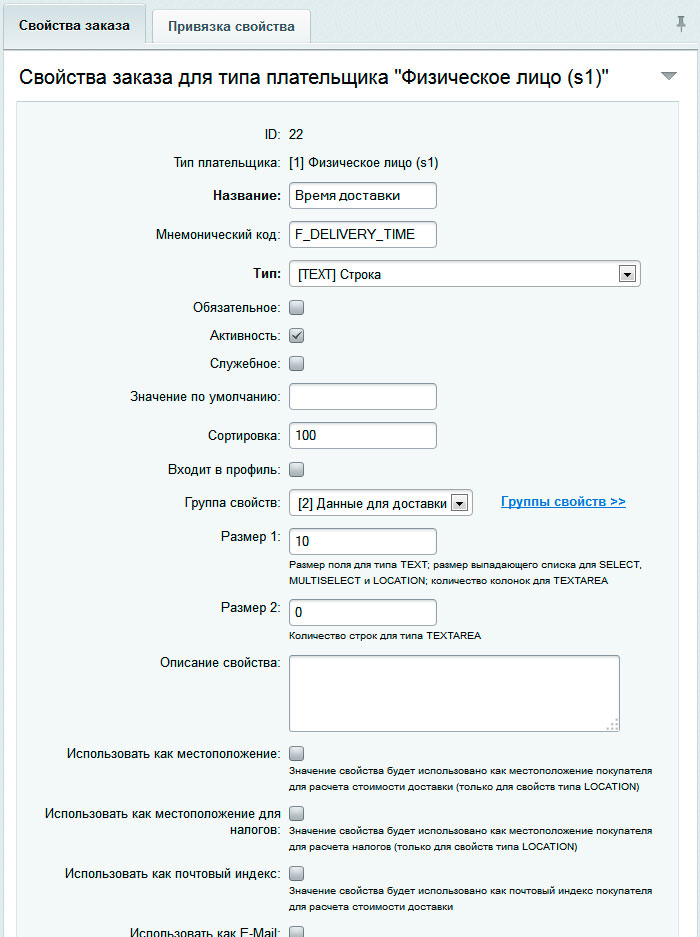 Свойства заказа Привязка свойства
Свойства заказа для типа плательщика "Физическое лицо (s1)"
ID: 22
Тип плательщика: [1] Физическое лицо (s1)
Название: Время доставки
Мнемонический код: F_DELIVERY_TIME
Тип: [TEXT] Строка
Обязательное:
Активность:
Служебное:
Значение по умолчанию:
Сортировка: 100
Входит в профиль:
Группа свойств: [2] Данные для доставки Группы свойств >>
Размер 1: 10
Размер поля для типа TEXT; размер выпадающего списка для SELECT,
MULTISELECT и LOCATION; количество колонок для TEXTAREA
Размер 2: 0
Количество строк для типа TEXTAREA
Описание свойства:
Использовать как местоположение:
Значение свойства будет использовано как местоположение покупателя
для расчета стоимости доставки (только для свойств типа LOCATION)
Использовать как местоположение для
налогов:
Значение свойства будет использовано как местоположение покупателя
для расчета налогов (только для свойств типа LOCATION)
Использовать как почтовый индекс:
Значение свойства будет использовано как почтовый индекс покупателя
для расчета стоимости доставки
Использовать как E-Mail: